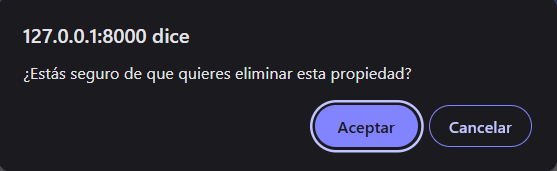 127.0.0.1:8000 dice
¿Estás seguro de que quieres eliminar esta propiedad?
Aceptar
Cancelar